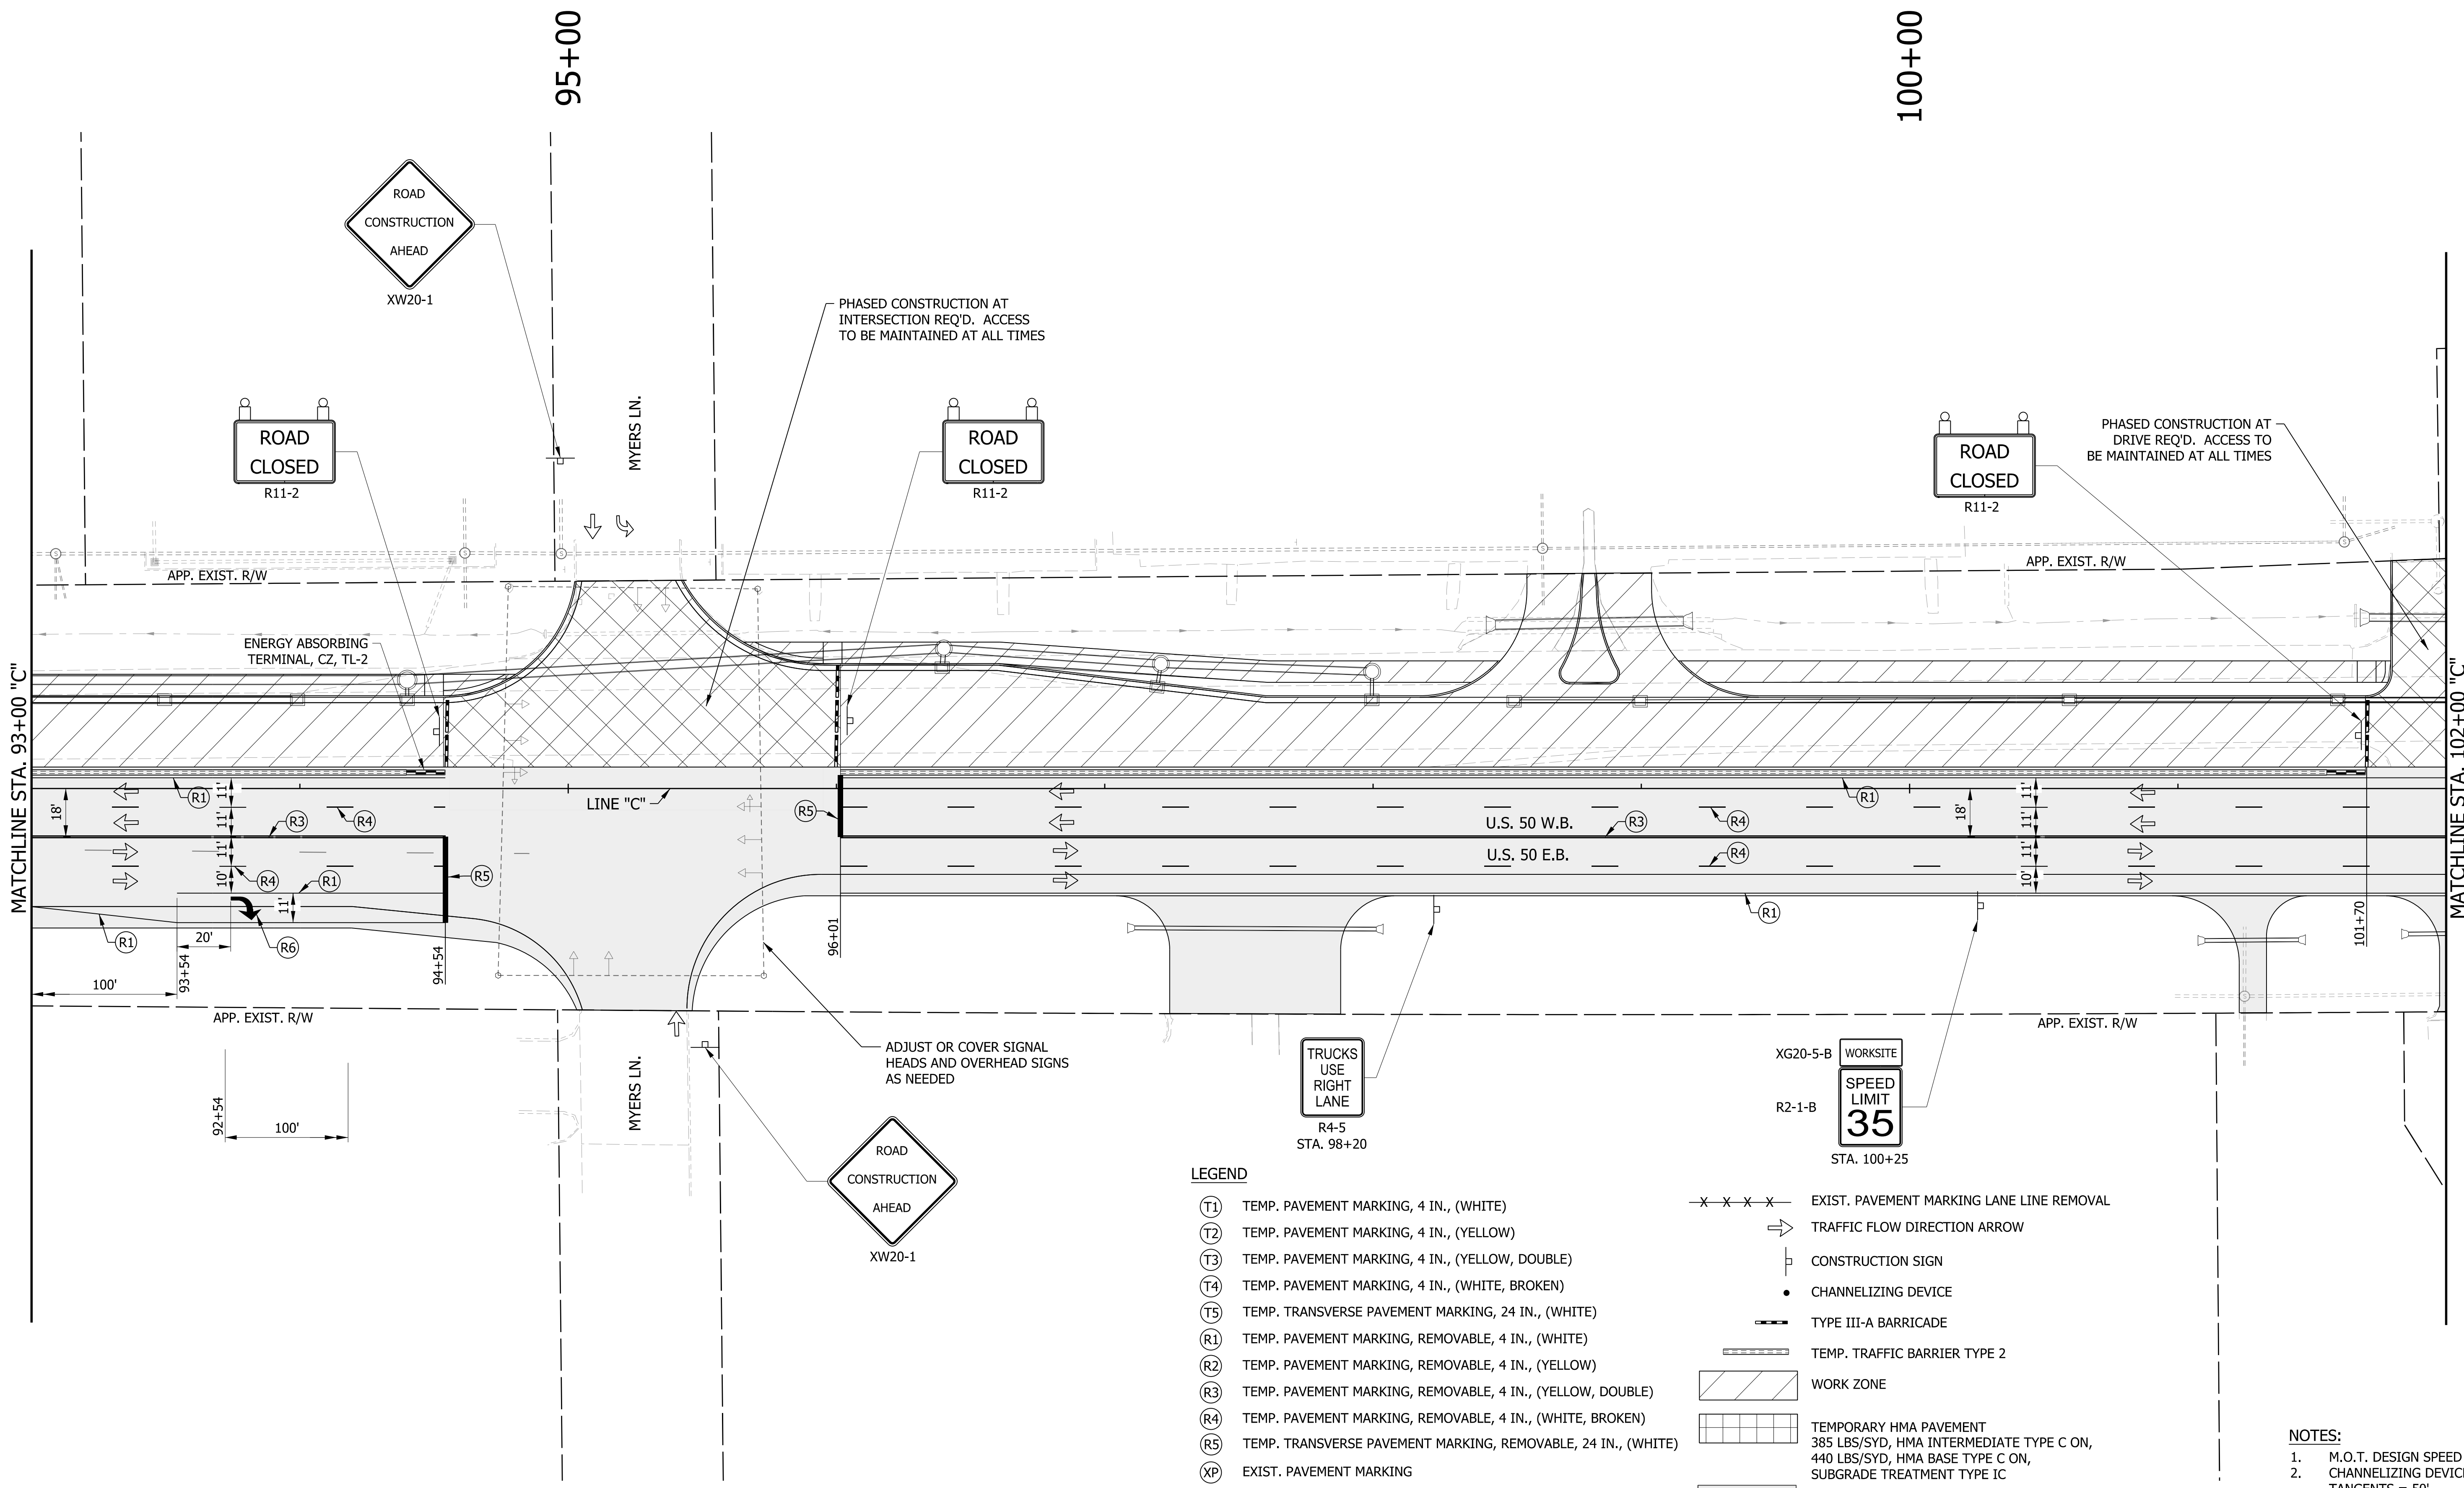 95+00
100+00
ROAD
CONSTRUCTION
AHEAD
XW20-1
PHASED CONSTRUCTION AT
INTERSECTION REQ'D. ACCESS
TO BE MAINTAINED AT ALL TIMES
MYERS LN.
ROAD
CLOSED
R11-2
ROAD
CLOSED
R11-2
ROAD
CLOSED
R11-2
PHASED CONSTRUCTION AT
DRIVE REQ'D. ACCESS TO
BE MAINTAINED AT ALL TIMES
S
S
S
S
S
APP. EXIST. R/W
APP. EXIST. R/W
ENERGY ABSORBING
TERMINAL, CZ, TL-2
MATCHLINE STA. 93+00 "C"
MATCHLINE STA. 102+00 "C"
18'
11'
11'
11'
10'
R1
R3
R4
R4
R1
R5
LINE "C"
R5
U.S. 50 W.B.
U.S. 50 E.B.
R3
R4
R4
R1
R1
18'
11'
11'
11'
10'
11'
R1
R6
20'
100'
93+54
94+54
96+01
101+70
S
APP. EXIST. R/W
APP. EXIST. R/W
92+54
100'
MYERS LN.
ADJUST OR COVER SIGNAL
HEADS AND OVERHEAD SIGNS
AS NEEDED
ROAD
CONSTRUCTION
AHEAD
XW20-1
TRUCKS
USE
RIGHT
LANE
R4-5
STA. 98+20
XG20-5-B
WORKSITE
R2-1-B
SPEED
LIMIT
35
STA. 100+25
LEGEND
T1 TEMP. PAVEMENT MARKING, 4 IN., (WHITE)
T2 TEMP. PAVEMENT MARKING, 4 IN., (YELLOW)
T3 TEMP. PAVEMENT MARKING, 4 IN., (YELLOW, DOUBLE)
T4 TEMP. PAVEMENT MARKING, 4 IN., (WHITE, BROKEN)
T5 TEMP. TRANSVERSE PAVEMENT MARKING, 24 IN., (WHITE)
R1 TEMP. PAVEMENT MARKING, REMOVABLE, 4 IN., (WHITE)
R2 TEMP. PAVEMENT MARKING, REMOVABLE, 4 IN., (YELLOW)
R3 TEMP. PAVEMENT MARKING, REMOVABLE, 4 IN., (YELLOW, DOUBLE)
R4 TEMP. PAVEMENT MARKING, REMOVABLE, 4 IN., (WHITE, BROKEN)
R5 TEMP. TRANSVERSE PAVEMENT MARKING, REMOVABLE, 24 IN., (WHITE)
XP EXIST. PAVEMENT MARKING
X X X X EXIST. PAVEMENT MARKING LANE LINE REMOVAL
TRAFFIC FLOW DIRECTION ARROW
CONSTRUCTION SIGN
CHANNELIZING DEVICE
TYPE III-A BARRICADE
TEMP. TRAFFIC BARRIER TYPE 2
WORK ZONE
TEMPORARY HMA PAVEMENT
385 LBS/SYD, HMA INTERMEDIATE TYPE C ON,
440 LBS/SYD, HMA BASE TYPE C ON,
SUBGRADE TREATMENT TYPE IC
NOTES:
1. M.O.T. DESIGN SPEED
2. CHANNELIZING
TANGENTS = 50'